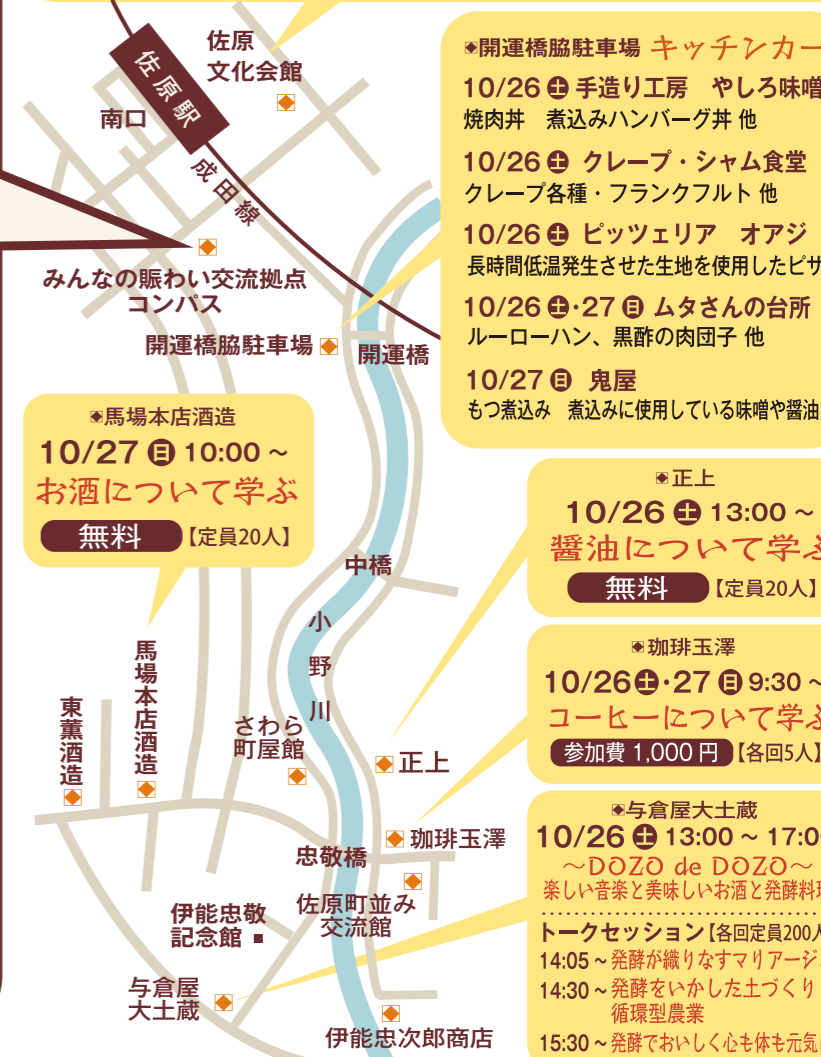 佐原
文化会館
佐原駅
南口
成田線
みんなの賑わい交流拠点
コンパス
開運橋脇駐車場
開運橋
◈開運橋脇駐車場 キッチンカー
10/26 土 手造り工房 やしろ味噌
焼肉丼 煮込みハンバーグ丼 他
10/26 土 クレープ・シャム食堂
クレープ各種・フランクフルト 他
10/26 土 ピッツェリア オアジ
長時間低温発生させた生地を使用したピザ
10/26 土・27 日 ムタさんの台所
ルーローハン、黒酢の肉団子 他
10/27 日 鬼屋
もつ煮込み 煮込みに使用している味噌や醤油
◈馬場本店酒造
10/27 日 10:00 ~
お酒について学ぶ
無料 【定員20人】
◈正上
10/26 土 13:00 ~
醤油について学ぶ
無料 【定員20人】
中橋
小野川
◈珈琲玉澤
10/26土・27 日 9:30 ~
コーヒーについて学ぶ
参加費 1,000 円 【各回5人】
東薫酒造
馬場本店酒造
さわら
町屋館
正上
珈琲玉澤
忠敬橋
佐原町並み
交流館
伊能忠敬
記念館
与倉屋
大土蔵
伊能忠次郎商店
◈与倉屋大土蔵
10/26 土 13:00 ~ 17:0
~DOZO de DOZO~
楽しい音楽と美味しいお酒と発酵料理
トークセッション【各回定員200人
14:05 ~ 発酵が織りなすマリアージ
14:30 ~ 発酵をいかした土づくり
循環型農業
15:30 ~ 発酵でおいしく心も体も元気